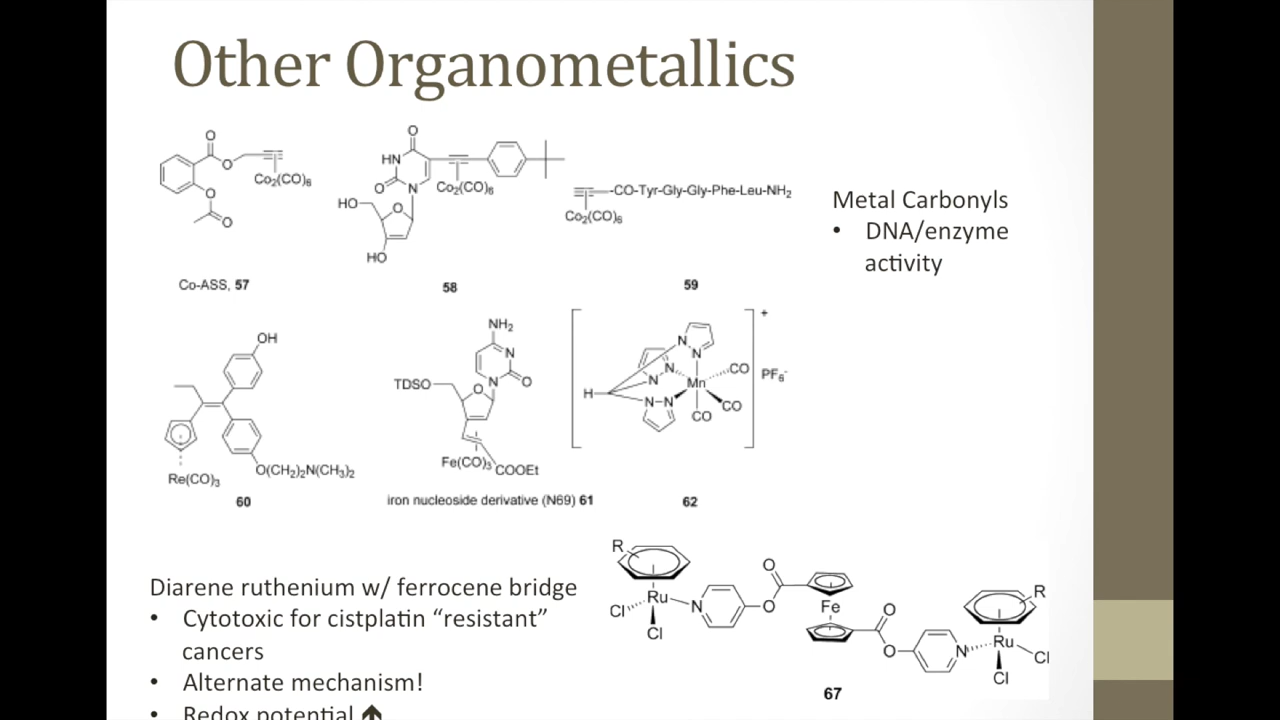 Other Organometallics
O
O
Co₂(CO)₆
O
O
Co-ASS, 57
O
HN
O
N
Co₂(CO)₆
HO
O
HO
58
CO-Tyr-Gly-Gly-Phe-Leu-NH₂
Co₂(CO)₆
59
Metal Carbonyls
• DNA/enzyme
activity
OH
Re(CO)₃
O(CH₂)₂N(CH₃)₂
60
NH₂
N
N
O
TDSO
O
Fe(CO)₃
COOEt
iron nucleoside derivative (N69) 61
+
N
N
N
N
N
N
H
Mn
CO
CO
CO
PF₆⁻
62
Diarene ruthenium w/ ferrocene bridge
• Cytotoxic for cistplatin “resistant”
cancers
• Alternate mechanism!
• Redox potential
R
Ru
Cl
Cl
N
O
O
Fe
O
O
N
R
Ru
Cl
Cl
67